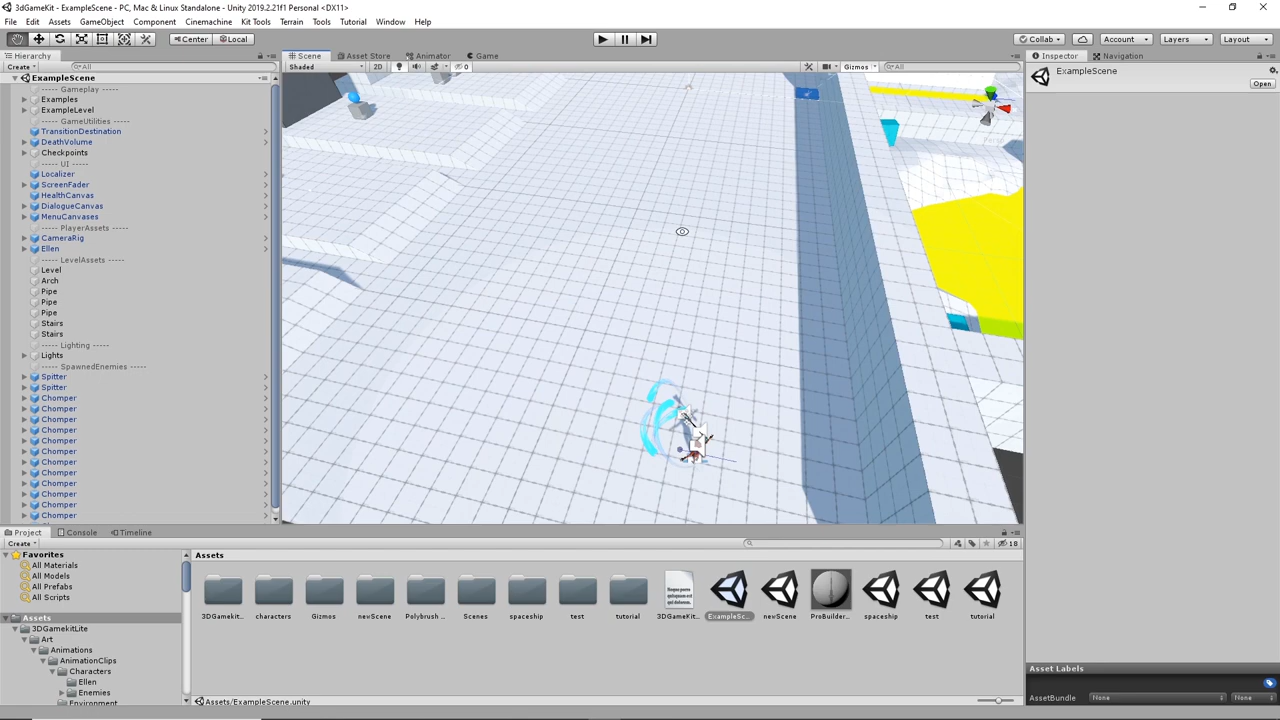 3dGameKit - ExampleScene - PC, Mac & Linux Standalone - Unity 2019.2.21f1 Personal <DX11>
File Edit Assets GameObject Component Cinemachine Kit Tools Terrain Tools Tutorial Window Help
Center Local Collab Account Layers Layout
Hierarchy Scene Asset Store Animator Game Inspector Navigation
Create All Shaded 2D 0 Gizmos All
ExampleScene
Open
ExampleScene
----- Gameplay -----
Examples
ExampleLevel
----- GameUtilities -----
TransitionDestination
DeathVolume
Checkpoints
----- UI -----
Localizer
ScreenFader
HealthCanvas
DialogueCanvas
MenuCanvases
----- PlayerAssets -----
CameraRig
Ellen
----- LevelAssets -----
Level
Arch
Pipe
Pipe
Pipe
Stairs
Stairs
----- Lighting -----
Lights
----- SpawnedEnemies -----
Spitter
Spitter
Chomper
Chomper
Chomper
Chomper
Chomper
Chomper
Chomper
Chomper
Chomper
Chomper
Chomper
Chomper
Project Console Timeline
Create 18
Favorites
All Materials
All Models
All Prefabs
All Scripts
Assets
3DGamekitLite
Art
Animations
AnimationClips
Characters
Ellen
Enemies
Environment
Assets
3DGamekit... characters Gizmos newScene Polybrush ... Scenes spaceship test tutorial 3DGameKit... ExampleSc... newScene ProBuilder... spaceship test tutorial
Assets/ExampleScene.unity
Asset Labels
AssetBundle None None